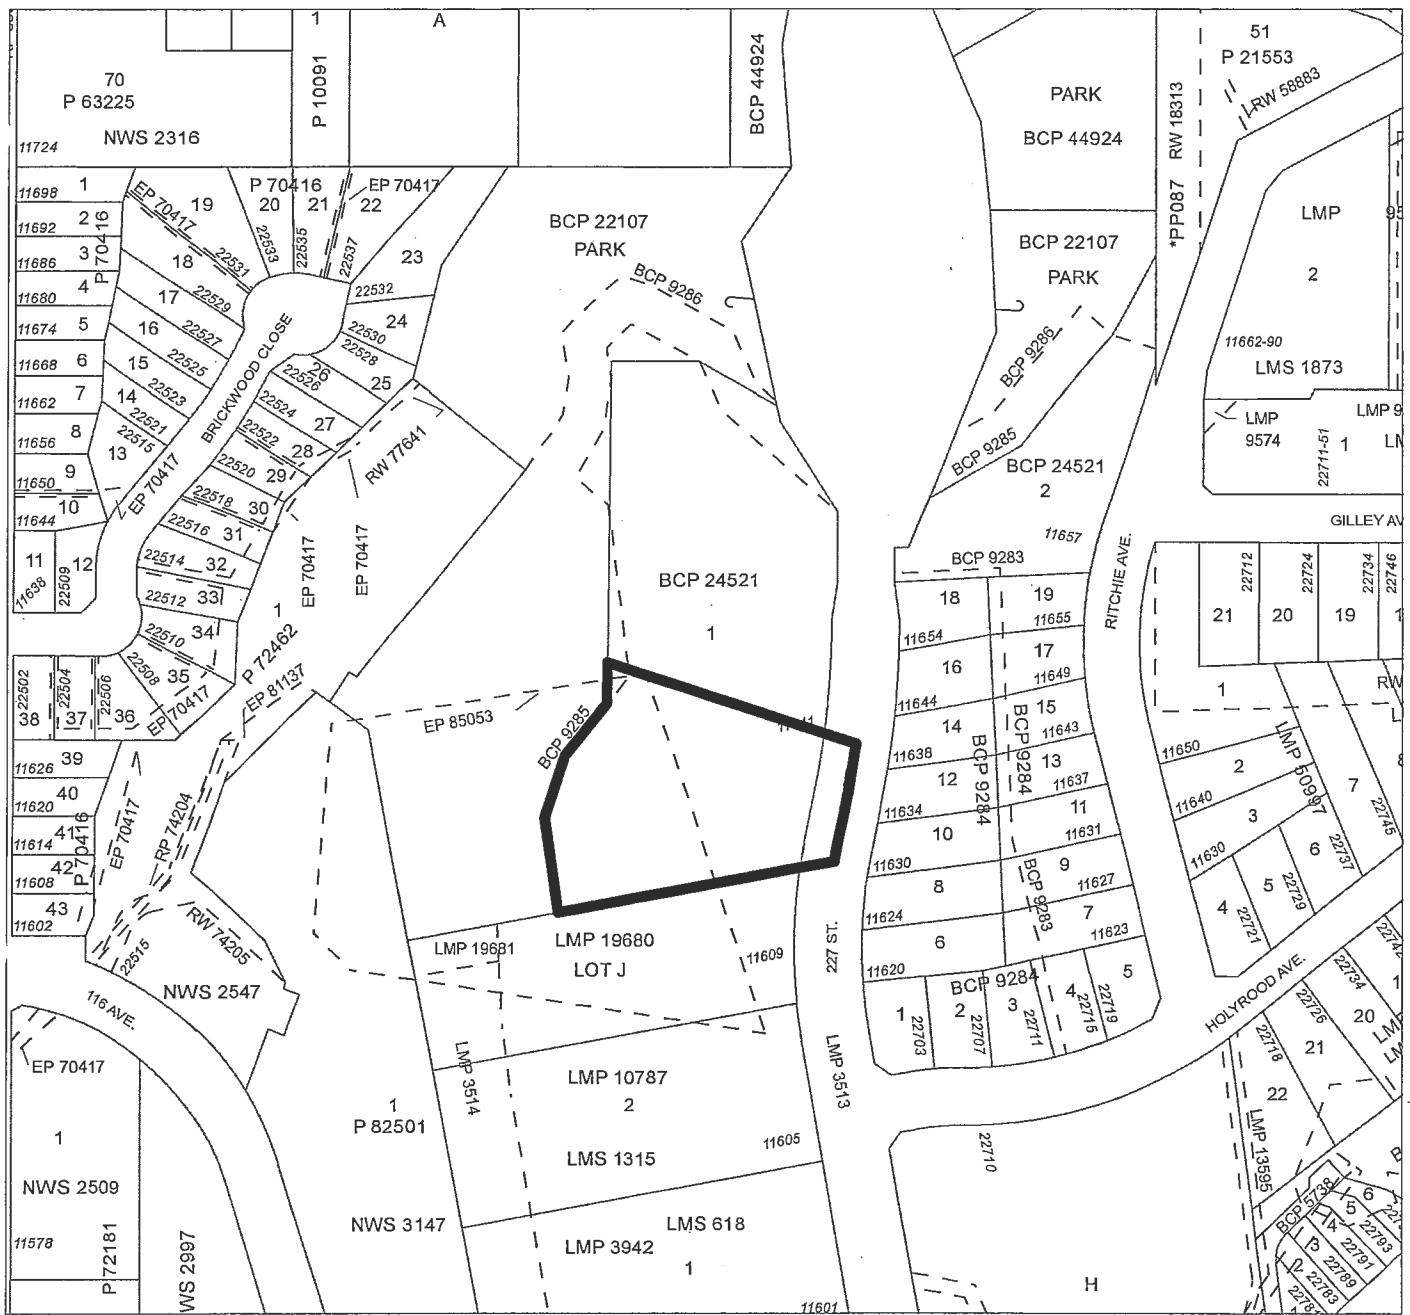 1
A
70
P 63225
NWS 2316
11724
P 10091
BCP 44924
PARK
BCP 44924
*PP087 RW 18313
51
P 21553
RW 58883
LMP
2
11662-90
LMS 1873
LMP
9574
22711-51
1
GILLEY AV
11698
1
11692
2
11686
3
11680
4
11674
5
11668
6
11662
7
11656
8
11650
9
11644
10
P 70416
EP 70417
19
P 70416
20
21
EP 70417
22
22531
22533
22535
22537
23
18
17
16
15
14
13
22529
22527
22525
22523
22521
22515
BRICKWOOD CLOSE
EP 70417
22532
24
22530
22528
25
26
22526
27
22524
28
22522
29
22520
30
22518
31
22516
32
22514
33
22512
34
22510
35
22508
EP 70417
11
11638
12
22509
RW 77641
EP 70417
EP 70417
1
P 72462
EP 81137
22502
38
22504
37
22506
36
BCP 22107
PARK
BCP 9286
BCP 22107
PARK
BCP 9286
BCP 9285
BCP 24521
2
11657
BCP 9283
BCP 24521
1
EP 85053
BCP 9285
RITCHIE AVE.
18
19
11654
11655
16
17
11644
11649
14
15
11638
11643
12
13
11634
11637
10
11
11630
11631
8
9
11624
11627
6
7
11620
11623
BCP 9284
BCP 9284
BCP 9283
BCP 9284
1
22703
2
22707
3
22711
4
22715
22719
5
21
22712
20
22724
19
22734
22746
1
11650
2
11640
3
11630
LMP 50997
RW
7
22745
6
22737
5
22729
4
22721
39
11626
40
11620
41
11614
42
11608
43
11602
P 70416
EP 70417
RP 74204
RW 74205
22515
NWS 2547
116 AVE.
EP 70417
1
NWS 2509
11578
P 72181
WS 2997
LMP 19681
LMP 19680
LOT J
11609
227 ST.
LMP 3513
LMP 3514
LMP 10787
2
LMS 1315
11605
1
P 82501
NWS 3147
LMS 618
LMP 3942
1
11601
HOLYROOD AVE.
22710
H
22718
22
22726
21
22734
20
LMP 13595
BCP 5738
6
5
4
3
2
22793
22791
22789
22783